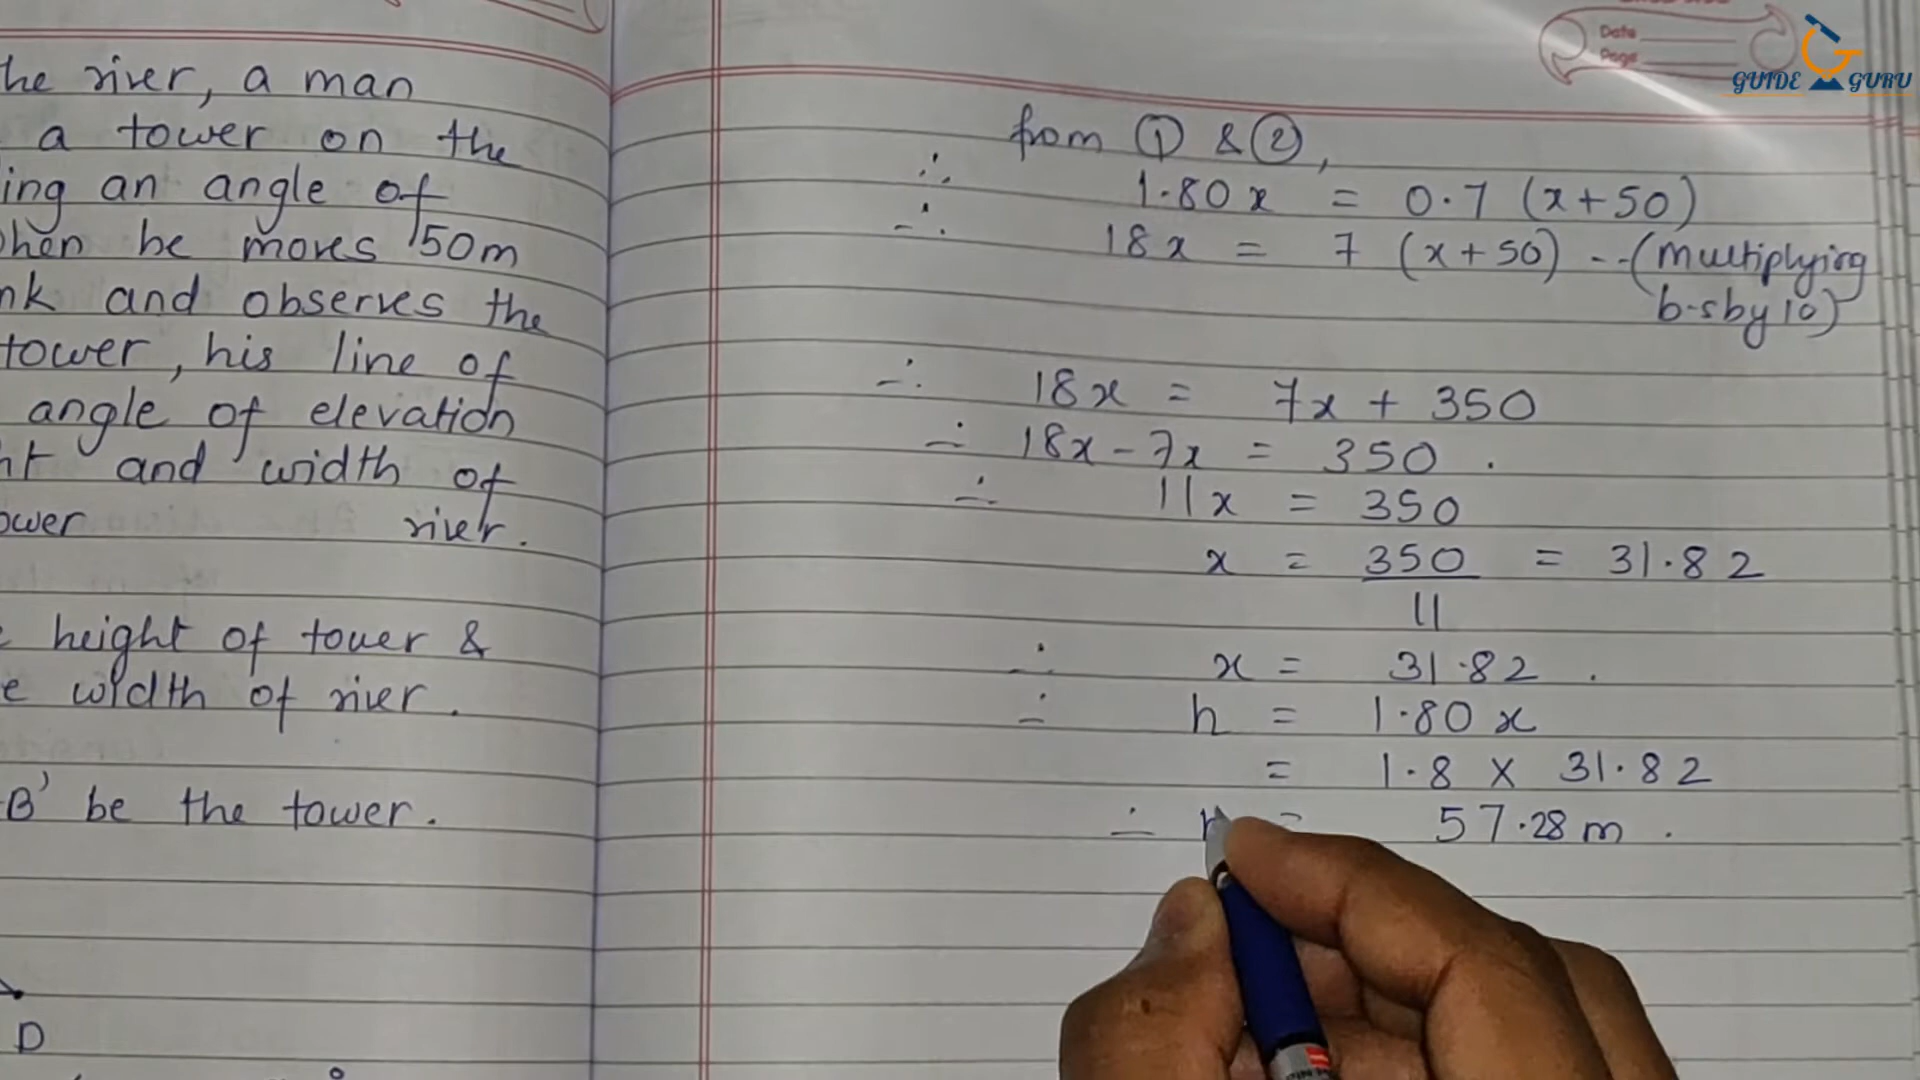 he river, a man
a tower on the
ing an angle of
hen he moves 50m
nk and observes the
tower, his line of
angle of elevation
ht and width of
ower river.
height of tower &
e width of river.
B' be the tower.
D
Date
Page
GUIDE GURU
from ① & ②,
∴ 1.80x = 0.7 (x+50)
∴ 18x = 7 (x+50) --(multiplying
b.s by 10)
∴ 18x = 7x + 350
∴ 18x - 7x = 350 .
∴ 11x = 350
x = 350/11 = 31.82
∴ x = 31.82 .
∴ h = 1.80 x
= 1.8 X 31.82
∴ h = 57.28 m .